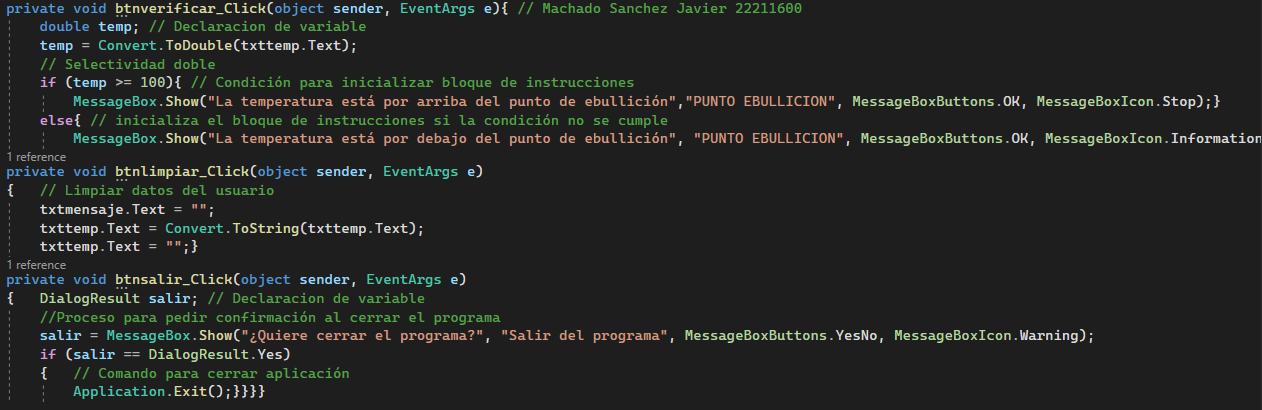 private void btnverificar_Click(object sender, EventArgs e){ // Machado Sanchez Javier 22211600
double temp; // Declaracion de variable
temp = Convert.ToDouble(txttemp.Text);
// Selectividad doble
if (temp >= 100){ // Condición para inicializar bloque de instrucciones
MessageBox.Show("La temperatura está por arriba del punto de ebullición","PUNTO EBULLICION", MessageBoxButtons.OK, MessageBoxIcon.Stop);}
else{ // inicializa el bloque de instrucciones si la condición no se cumple
MessageBox.Show("La temperatura está por debajo del punto de ebullición", "PUNTO EBULLICION", MessageBoxButtons.OK, MessageBoxIcon.Information
1 reference
private void btnlimpiar_Click(object sender, EventArgs e)
{ // Limpiar datos del usuario
txtmensaje.Text = "";
txttemp.Text = Convert.ToString(txttemp.Text);
txttemp.Text = "";}
1 reference
private void btnsalir_Click(object sender, EventArgs e)
{ DialogResult salir; // Declaracion de variable
//Proceso para pedir confirmación al cerrar el programa
salir = MessageBox.Show("¿Quiere cerrar el programa?", "Salir del programa", MessageBoxButtons.YesNo, MessageBoxIcon.Warning);
if (salir == DialogResult.Yes)
{ // Comando para cerrar aplicación
Application.Exit();}}}}